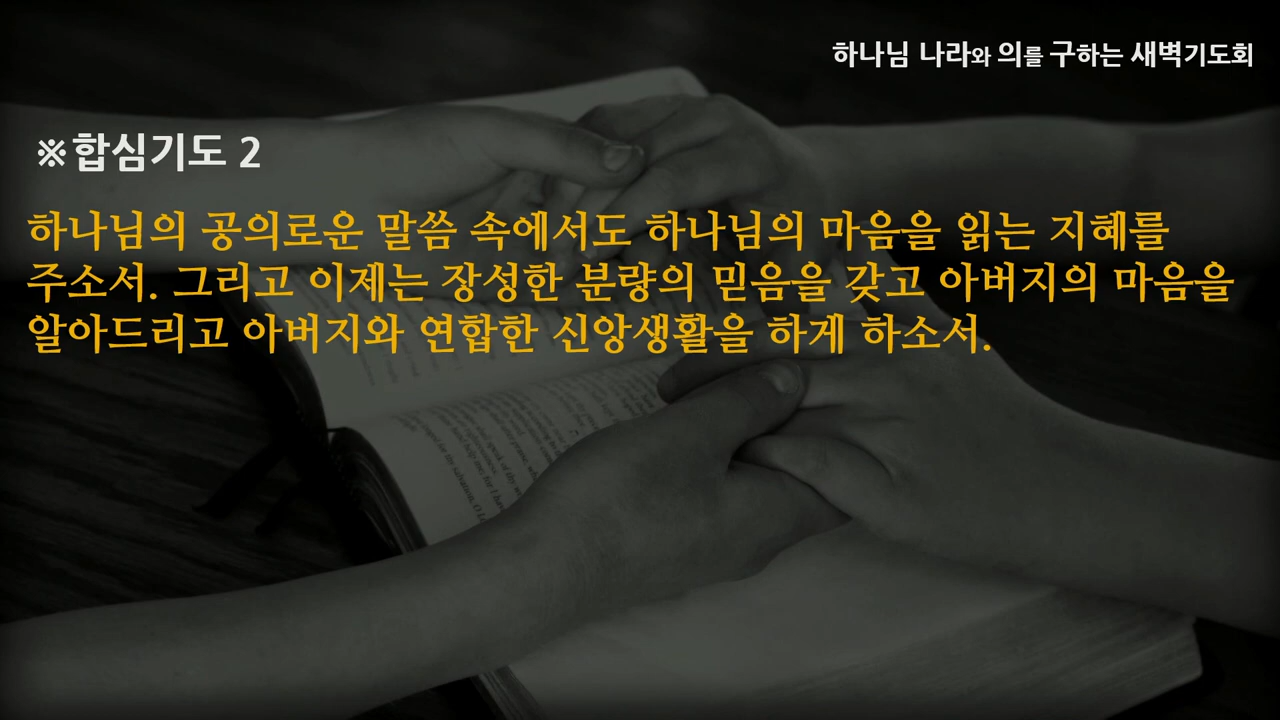 하나님 나라와 의를 구하는 새벽기도회
※합심기도 2
하나님의 공의로운 말씀 속에서도 하나님의 마음을 읽는 지혜를
주소서. 그리고 이제는 장성한 분량의 믿음을 갖고 아버지의 마음을
알아드리고 아버지와 연합한 신앙생활을 하게 하소서.